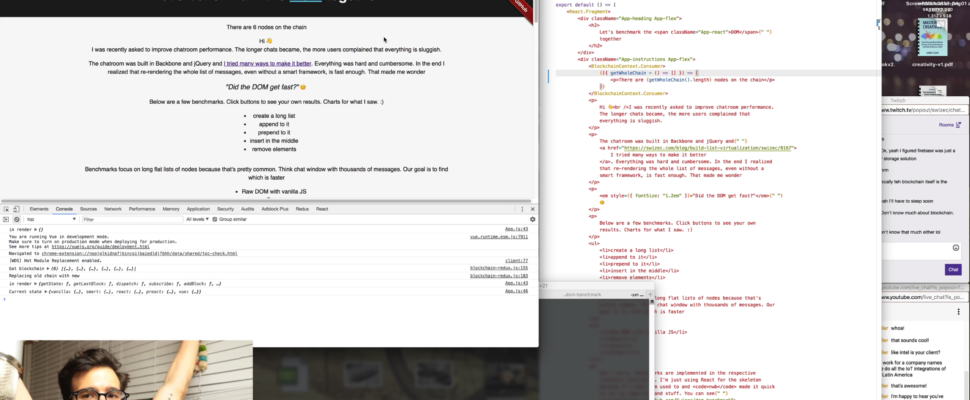 GitHub
There are 6 nodes on the chain
Hi 👋
I was recently asked to improve chatroom performance. The longer chats became, the more users complained that everything is sluggish.
The chatroom was built in Backbone and jQuery and I tried many ways to make it better. Everything was hard and cumbersome. In the end I
realized that re-rendering the whole list of messages, even without a smart framework, is fast enough. That made me wonder
"Did the DOM get fast?"
Below are a few benchmarks. Click buttons to see your own results. Charts for what I saw. :)
• create a long list
• append to it
• prepend to it
• insert in the middle
• remove elements
Benchmarks focus on long flat lists of nodes because that's pretty common. Think chat window with thousands of messages. Our goal is to find
which is faster
• Raw DOM with vanilla JS
Elements Console Sources Network Performance Memory Application Security Audits Adblock Plus Redux React
top Filter All levels Group similar
in render ▸ {} App.js:43
You are running Vue in development mode. vue.runtime.esm.js:7911
Make sure to turn on production mode when deploying for production.
See more tips at https://vuejs.org/guide/deployment.html
[WDS] Hot Module Replacement enabled. client:77
Got blockchain ▸ (6) [{…}, {…}, {…}, {…}, {…}, {…}] blockchain-redux.js:155
Replacing old chain with new blockchain-redux.js:103
in render ▸ {getState: ƒ, getLastBlock: ƒ, dispatch: ƒ, subscribe: ƒ, addBlock: ƒ, …} App.js:43
Current state ▸ {vanilla: {…}, smart: {…}, react: {…}, preact: {…}, vue: {…}} App.js:46
export default () => (
<React.Fragment>
<div className="App-heading App-flex">
<h2>
Let's benchmark the <span className="App-react">DOM</span>{" "}
together
</h2>
</div>
<div className="App-instructions App-flex">
<BlockchainContext.Consumer>
{({ getWholeChain = () => [] }) => (
<p>There are {getWholeChain().length} nodes on the chain</p>
)}
</BlockchainContext.Consumer>
<p>
Hi 👋<br />I was recently asked to improve chatroom performance.
The longer chats became, the more users complained that
everything is sluggish.
</p>
<p>
The chatroom was built in Backbone and jQuery and{" "}
<a href="https://swizec.com/blog/build-list-virtualization/swizec/8167">
I tried many ways to make it better
</a>. Everything was hard and cumbersome. In the end I realized
that re-rendering the whole list of messages, even without a
smart framework, is fast enough. That made me wonder
</p>
<p>
<em style={{ fontSize: "1.2em" }}>"Did the DOM get fast?"</em>{" "}
</p>
<p>
Below are a few benchmarks. Click buttons to see your own
results. Charts for what I saw. :)
</p>
<ul>
<li>create a long list</li>
<li>append to it</li>
<li>prepend to it</li>
<li>insert in the middle</li>
<li>remove elements</li>
long flat lists of nodes because that's
chat window with thousands of messages. Our
is faster
JS</li>
are implemented in the respective
I'm just using React for the skeleton
used to and <code>nwb</code> made it quick
and stuff. You can see{" "}
creativity-v1.pdf
Twitch
www.twitch.tv/popout/swizec/chat
Rooms
yeah I figured firebase was just a
storage solution
blockchain itself is the
I'll have to sleep soon
Don't know much about blockchain.
don't know that much either lol
Chat
www.youtube.com/live_chat?is_po…
whoa!
that sounds cool!
like intel is your client?
work for a company names
do all the IoT integrations of
Latin America
that's awesome!
I'm happy to hear you've